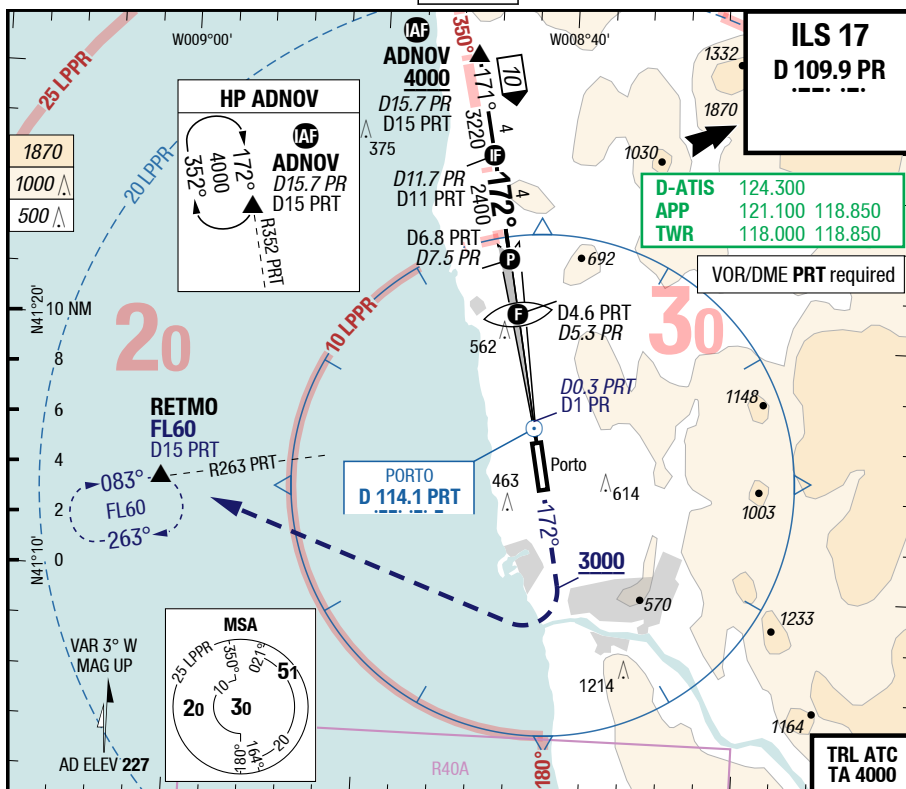 ILS 17
D 109.9 PR
D-ATIS 124.300
APP 121.100 118.850
TWR 118.000 118.850
VOR/DME PRT required
W009°00'
W008°40'
25 LPPR
20 LPPR
10 LPPR
350°
IAF
ADNOV
4000
D15.7 PR
D15 PRT
171°
10
3220
4
IF
D11.7 PR
D11 PRT
2400
172°
4
D6.8 PRT
D7.5 PR
P
F
D4.6 PRT
D5.3 PR
D0.3 PRT
D1 PR
HP ADNOV
172°
4000
352°
IAF
ADNOV
D15.7 PR
D15 PRT
R352 PRT
1870
1000
500
375
1332
1870
1030
692
562
1148
1003
463
614
570
1233
1214
1164
N41°20'
10 NM
8
6
4
2
0
N41°10'
20
30
RETMO
FL60
D15 PRT
R263 PRT
083°
FL60
263°
PORTO
D 114.1 PRT
Porto
172°
3000
MSA
25 LPPR
350°
021°
51
10
20
30
180°
164°
20
VAR 3° W
MAG UP
AD ELEV 227
R40A
180°
TRL ATC
TA 4000